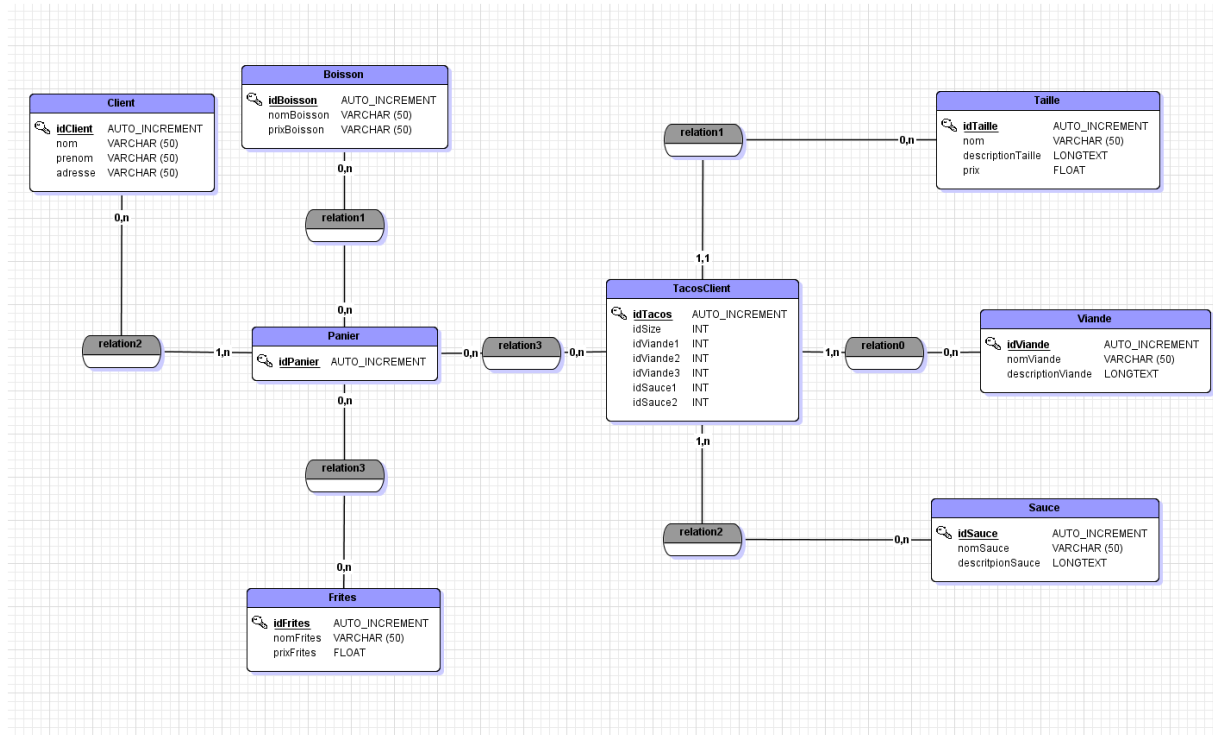 Boisson
idBoisson AUTO_INCREMENT
nomBoisson VARCHAR (50)
prixBoisson VARCHAR (50)
Client
idClient AUTO_INCREMENT
nom VARCHAR (50)
prenom VARCHAR (50)
adresse VARCHAR (50)
Taille
idTaille AUTO_INCREMENT
nom VARCHAR (50)
descriptionTaille LONGTEXT
prix FLOAT
relation1
0,n
0,n
0,n
relation1
1,1
0,n
TacosClient
idTacos AUTO_INCREMENT
idSize INT
idViande1 INT
idViande2 INT
idViande3 INT
idSauce1 INT
idSauce2 INT
relation2
1,n
Panier
idPanier AUTO_INCREMENT
0,n
relation3
0,n
1,n
relation0
0,n
Viande
idViande AUTO_INCREMENT
nomViande VARCHAR (50)
descriptionViande LONGTEXT
0,n
relation3
0,n
1,n
relation2
0,n
Sauce
idSauce AUTO_INCREMENT
nomSauce VARCHAR (50)
descritpionSauce LONGTEXT
Frites
idFrites AUTO_INCREMENT
nomFrites VARCHAR (50)
prixFrites FLOAT